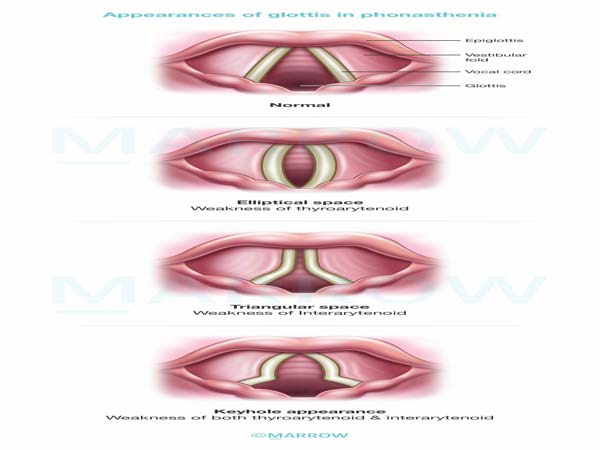 Appearances of glottis in phonasthenia
Epiglottis
Vestibular
fold
Vocal cord
Glottis
Normal
MARROW
Elliptical space
Weakness of thyroarytenoid
MARROW
Triangular space
Weakness of Interarytenoid
Keyhole appearance
Weakness of both thyroarytenoid & interarytenoid
©MARROW